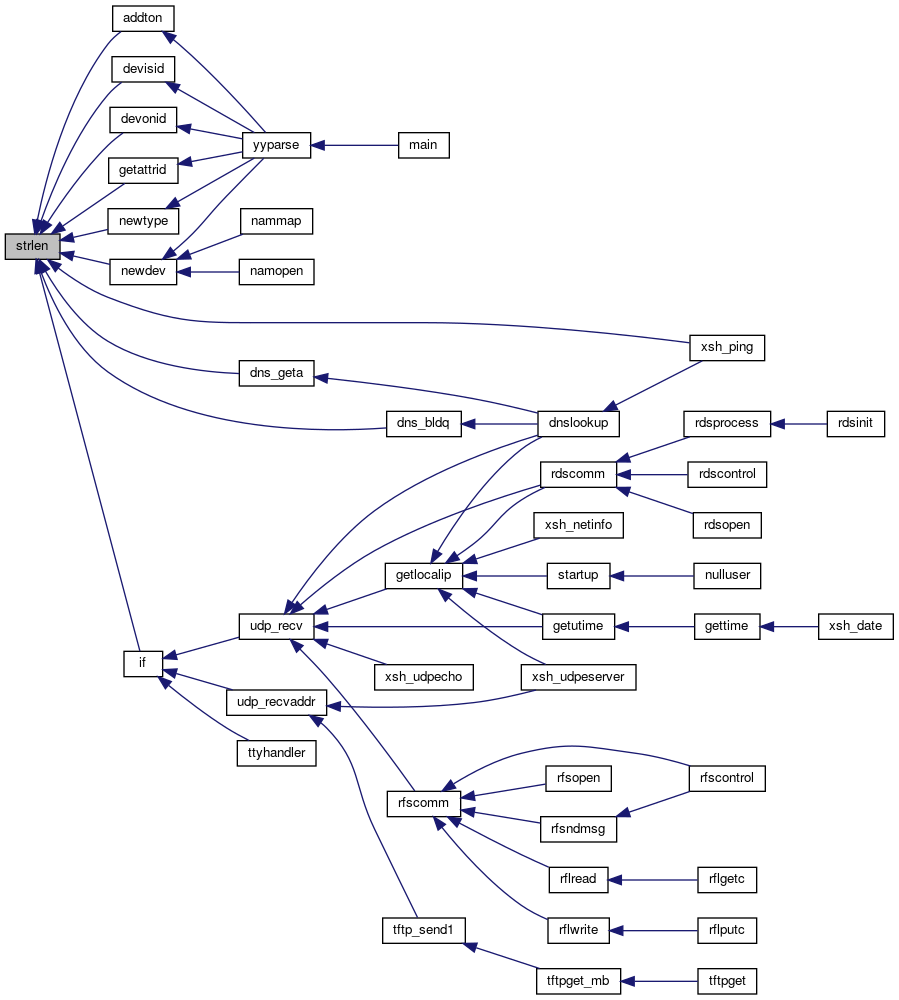 addton
devisid
devonid
yyparse
main
getattrid
newtype
nammap
strlen
newdev
namopen
xsh_ping
dns_geta
dns_bldq
dnslookup
rdsprocess
rdsinit
rdscomm
rdscontrol
xsh_netinfo
rdsopen
getlocalip
startup
nulluser
udp_recv
getutime
gettime
xsh_date
if
xsh_udpecho
xsh_udpeserver
udp_recvaddr
ttyhandler
rfsopen
rfscontrol
rfscomm
rfsndmsg
rflread
rflgetc
tftp_send1
rflwrite
rflputc
tftpget_mb
tftpget